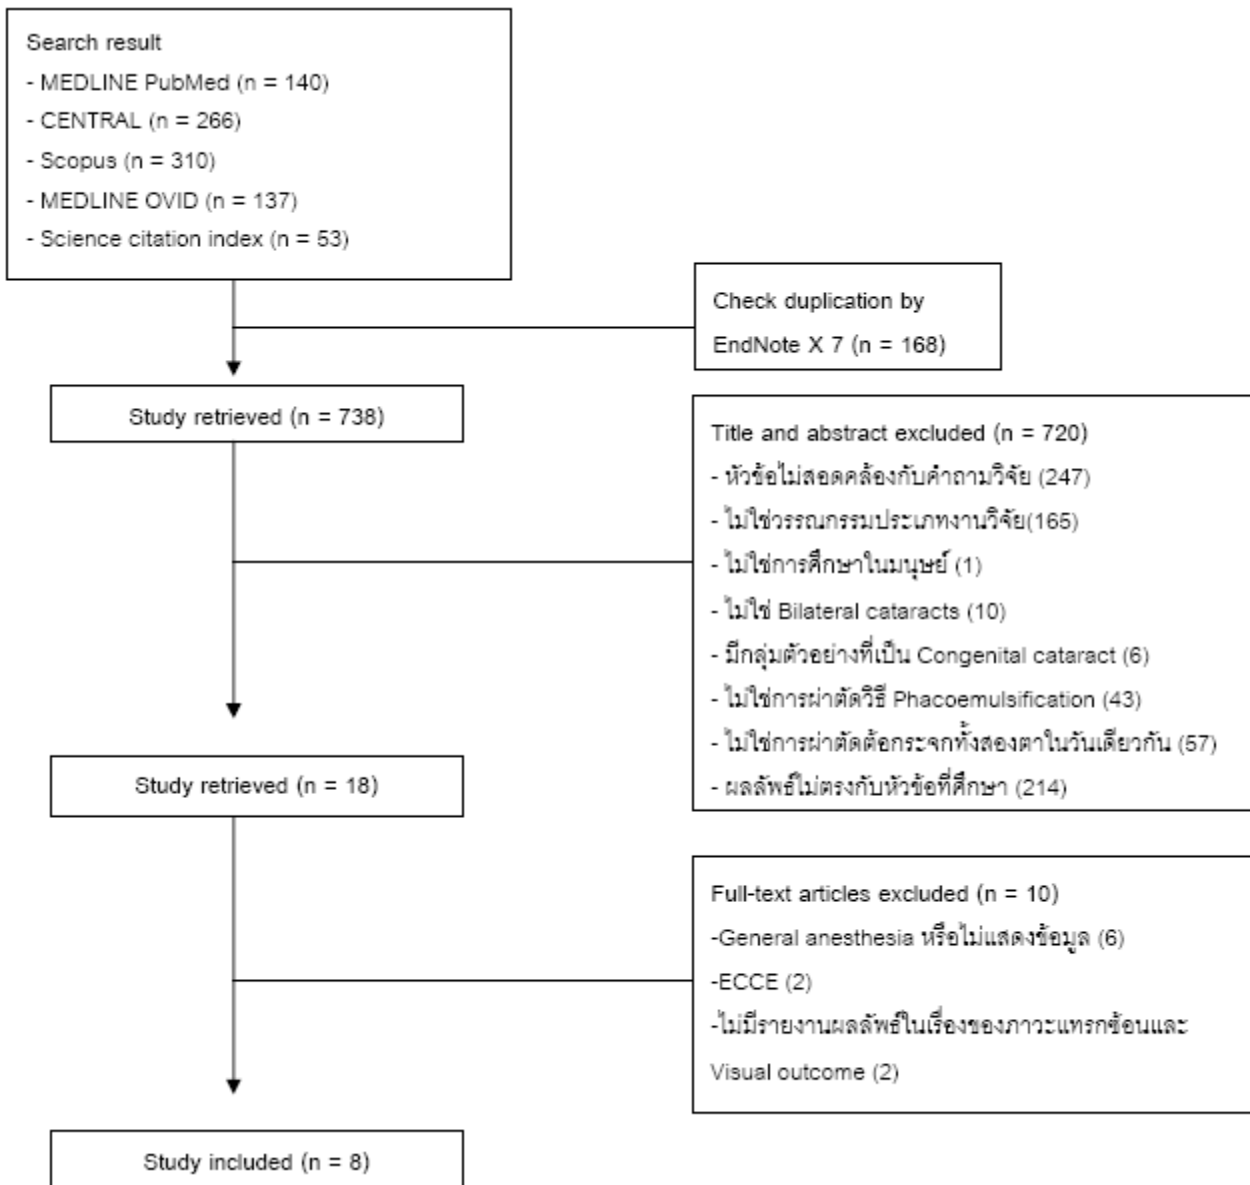 Search result
- MEDLINE PubMed (n = 140)
- CENTRAL (n = 266)
- Scopus (n = 310)
- MEDLINE OVID (n = 137)
- Science citation index (n = 53)
Check duplication by
EndNote X 7 (n = 168)
Study retrieved (n = 738)
Title and abstract excluded (n = 720)
- หัวข้อไม่สอดคล้องกับคำถามวิจัย (247)
- ไม่ใช่วรรณกรรมประเภทงานวิจัย(165)
- ไม่ใช่การศึกษาในมนุษย์ (1)
- ไม่ใช่ Bilateral cataracts (10)
- มีกลุ่มตัวอย่างที่เป็น Congenital cataract (6)
- ไม่ใช่การผ่าตัดวิธี Phacoemulsification (43)
- ไม่ใช่การผ่าตัดต้อกระจกทั้งสองตาในวันเดียวกัน (57)
- ผลลัพธ์ไม่ตรงกับหัวข้อที่ศึกษา (214)
Study retrieved (n = 18)
Full-text articles excluded (n = 10)
-General anesthesia หรือไม่แสดงข้อมูล (6)
-ECCE (2)
-ไม่มีรายงานผลลัพธ์ในเรื่องของภาวะแทรกซ้อนและ
Visual outcome (2)
Study included (n = 8)